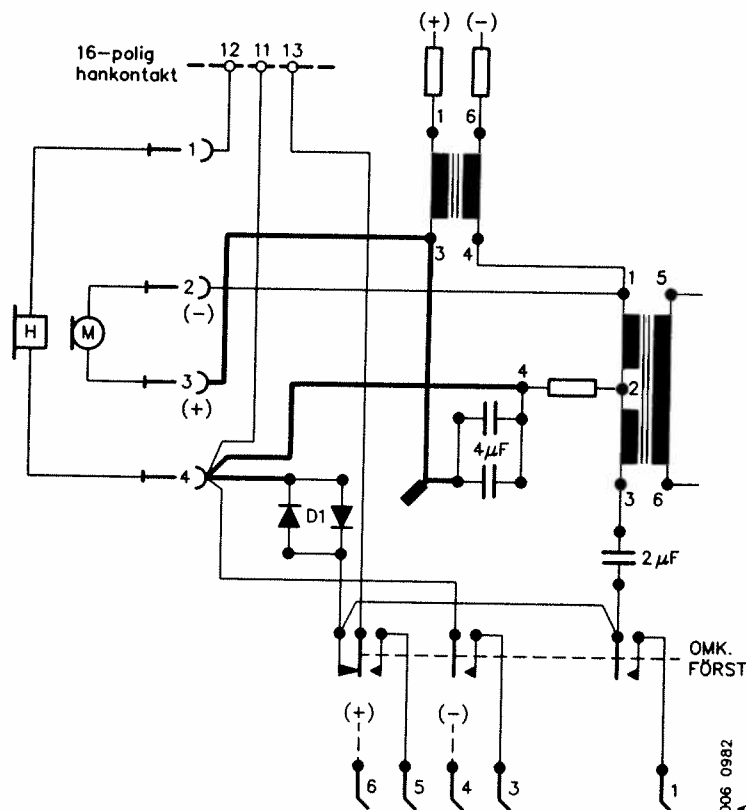 (+) (-)
16-polig 12 11 13
hankontakt
1 6
1
3 4
1 5
2
(-)
H M
3
(+)
4
2
4µF
4
3 6
D1
2µF
OMK.
FÖRST
(+) (-)
6 5 4 3 1
006 0982